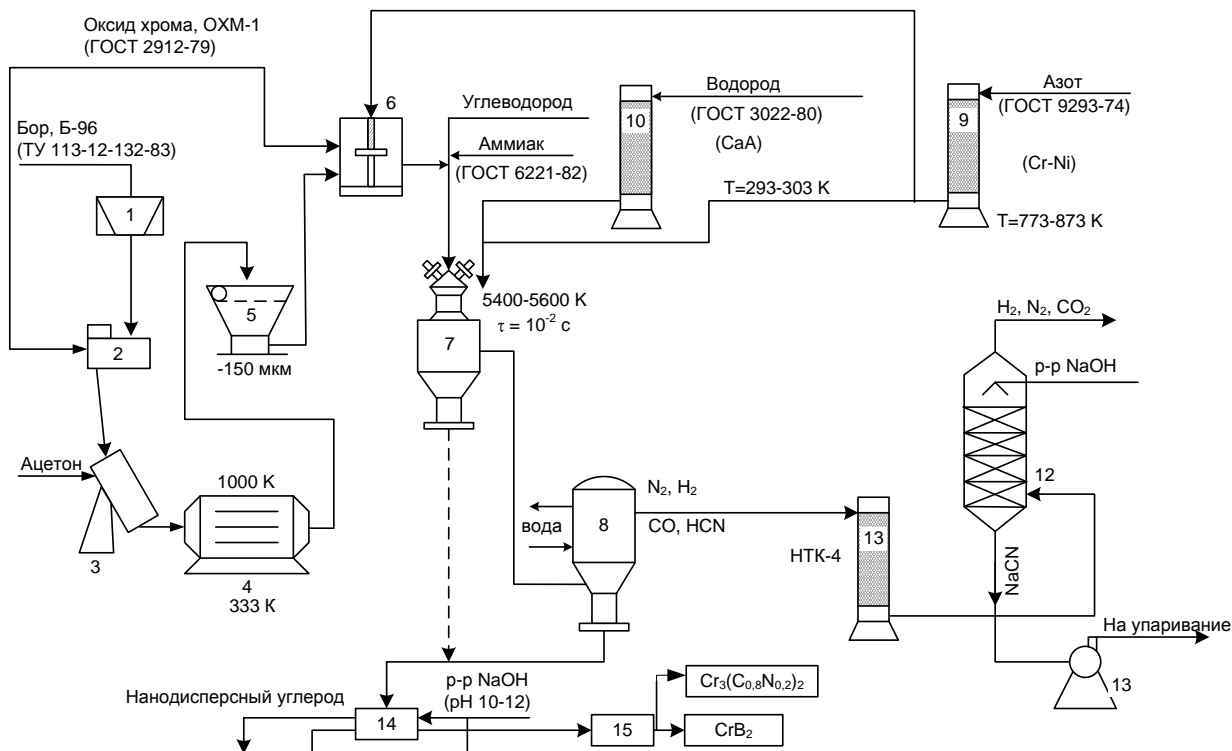 Оксид хрома, ОХМ-1
(ГОСТ 2912-79)
Бор, Б-96
(ТУ 113-12-132-83)
1
2
Ацетон
3
1000 К
4
333 К
5
-150 мкм
6
Углеводород
Аммиак
(ГОСТ 6221-82)
Водород
(ГОСТ 3022-80)
(CaA)
10
Азот
(ГОСТ 9293-74)
9
(Cr-Ni)
T=293-303 K
T=773-873 K
5400-5600 K
τ = 10⁻² с
7
H₂, N₂, CO₂
р-р NaOH
12
N₂, H₂
CO, HCN
вода
8
НТК-4
13
NaCN
На упаривание
13
Нанодисперсный углерод
р-р NaOH
(pH 10-12)
14
15
Cr₃(C₀,₈N₀,₂)₂
CrB₂